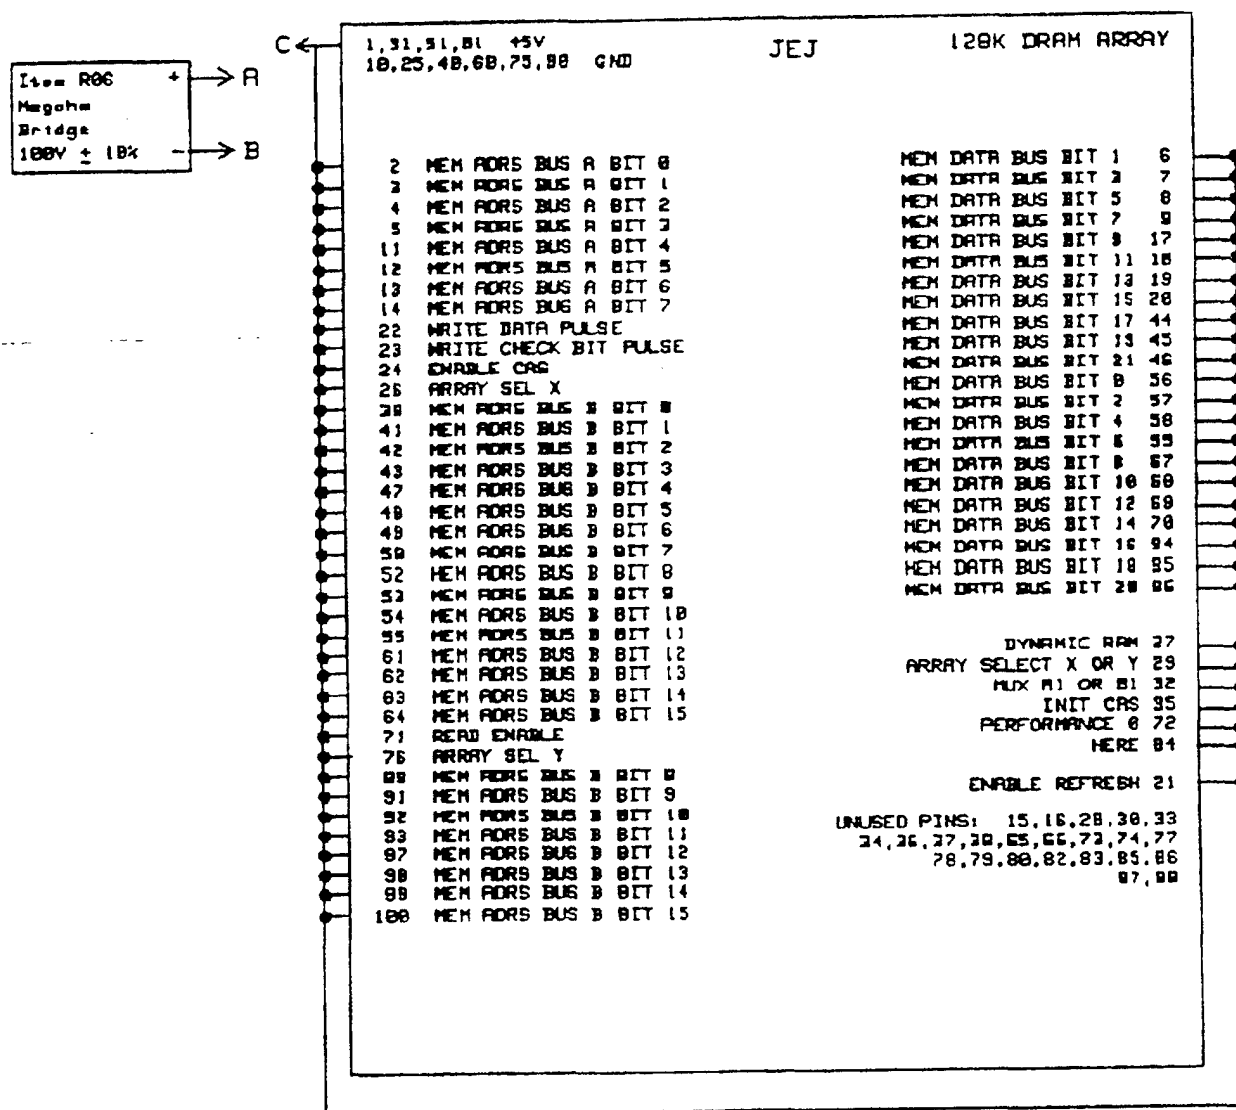 C
1,31,51,81 +5V
JEJ
128K DRAM ARRAY
10,25,40,60,75,90 GND
Item R06 +
A
Megohm
Bridge
100V ± 10% -
B
2 MEM ADRS BUS A BIT 0
3 MEM ADRS BUS A BIT 1
4 MEM ADRS BUS A BIT 2
5 MEM ADRS BUS A BIT 3
11 MEM ADRS BUS A BIT 4
12 MEM ADRS BUS A BIT 5
13 MEM ADRS BUS A BIT 6
14 MEM ADRS BUS A BIT 7
22 WRITE DATA PULSE
23 WRITE CHECK BIT PULSE
24 ENABLE CAS
26 ARRAY SEL X
MEM ADRS BUS B BIT
41 MEM ADRS BUS B BIT 1
42 MEM ADRS BUS B BIT 2
43 MEM ADRS BUS B BIT 3
47 MEM ADRS BUS B BIT 4
48 MEM ADRS BUS B BIT 5
49 MEM ADRS BUS B BIT 6
50 MEM ADRS BUS B BIT 7
52 MEM ADRS BUS B BIT 8
53 MEM ADRS BUS B BIT 9
54 MEM ADRS BUS B BIT 10
55 MEM ADRS BUS B BIT 11
61 MEM ADRS BUS B BIT 12
62 MEM ADRS BUS B BIT 13
63 MEM ADRS BUS B BIT 14
64 MEM ADRS BUS B BIT 15
71 READ ENABLE
76 ARRAY SEL Y
MEM ADRS BUS B BIT 8
91 MEM ADRS BUS B BIT 9
92 MEM ADRS BUS B BIT 10
93 MEM ADRS BUS B BIT 11
97 MEM ADRS BUS B BIT 12
98 MEM ADRS BUS B BIT 13
99 MEM ADRS BUS B BIT 14
100 MEM ADRS BUS B BIT 15
MEM DATA BUS BIT 1 6
MEM DATA BUS BIT 3 7
MEM DATA BUS BIT 5 8
MEM DATA BUS BIT 7 9
MEM DATA BUS BIT 9 17
MEM DATA BUS BIT 11 18
MEM DATA BUS BIT 13 19
MEM DATA BUS BIT 15 20
MEM DATA BUS BIT 17 44
MEM DATA BUS BIT 19 45
MEM DATA BUS BIT 21 46
MEM DATA BUS BIT 0 56
MEM DATA BUS BIT 2 57
MEM DATA BUS BIT 4 58
MEM DATA BUS BIT 6 59
MEM DATA BUS BIT 8 67
MEM DATA BUS BIT 10 68
MEM DATA BUS BIT 12 69
MEM DATA BUS BIT 14 70
MEM DATA BUS BIT 16 94
MEM DATA BUS BIT 18 95
MEM DATA BUS BIT 20 96
DYNAMIC RAM 27
ARRAY SELECT X OR Y 29
MUX A1 OR B1 32
INIT CAS 35
PERFORMANCE 0 72
HERE 84
ENABLE REFRESH 21
UNUSED PINS: 15,16,28,30,33
34,36,37,38,65,66,73,74,77
78,79,80,82,83,85,86
87,88